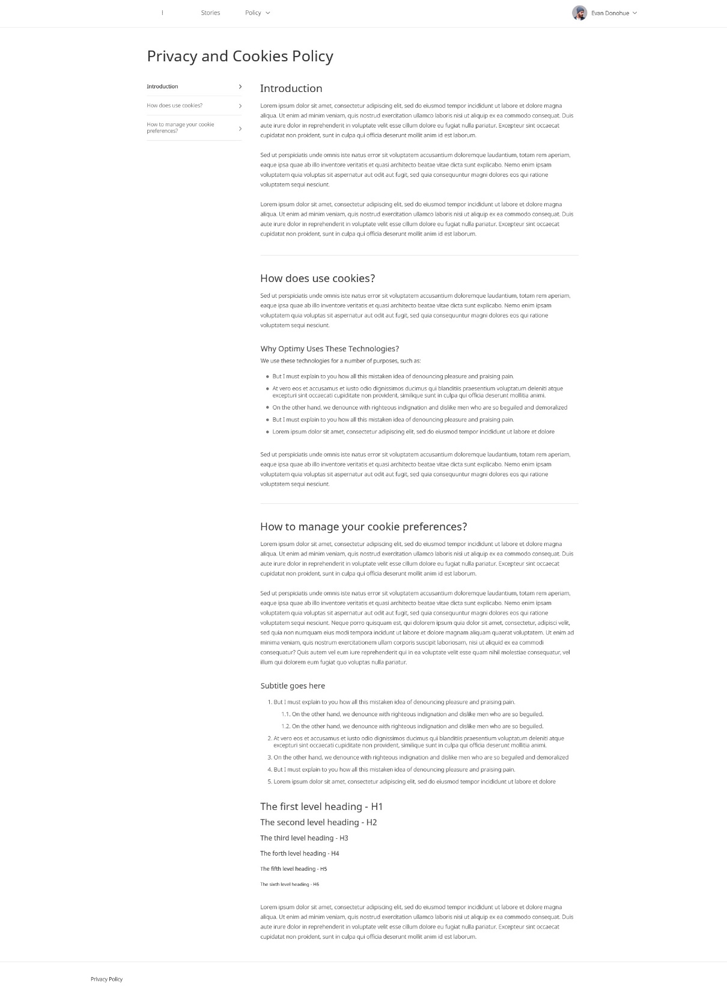 |
Stories
Policy
Evan Donohue
Privacy and Cookies Policy
Introduction
How does use cookies?
How to manage your cookie
preferences?
Introduction
Lorem ipsum dolor sit amet, consectetur adipiscing elit, sed do eiusmod tempor incididunt ut labore et dolore magna
aliqua. Ut enim ad minim veniam, quis nostrud exercitation ullamco laboris nisi ut aliquip ex ea commodo consequat. Duis
aute irure dolor in reprehenderit in voluptate velit esse cillum dolore eu fugiat nulla pariatur. Excepteur sint occaecat
cupidatat non proident, sunt in culpa qui officia deserunt mollit anim id est laborum.
Sed ut perspiciatis unde omnis iste natus error sit voluptatem accusantium doloremque laudantium, totam rem aperiam,
eaque ipsa quae ab illo inventore veritatis et quasi architecto beatae vitae dicta sunt explicabo. Nemo enim ipsam
voluptatem quia voluptas sit aspernatur aut odit aut fugit, sed quia consequuntur magni dolores eos qui ratione
voluptatem sequi nesciunt.
Lorem ipsum dolor sit amet, consectetur adipiscing elit, sed do eiusmod tempor incididunt ut labore et dolore magna
aliqua. Ut enim ad minim veniam, quis nostrud exercitation ullamco laboris nisi ut aliquip ex ea commodo consequat. Duis
aute irure dolor in reprehenderit in voluptate velit esse cillum dolore eu fugiat nulla pariatur. Excepteur sint occaecat
cupidatat non proident, sunt in culpa qui officia deserunt mollit anim id est laborum.
How does use cookies?
Sed ut perspiciatis unde omnis iste natus error sit voluptatem accusantium doloremque laudantium, totam rem aperiam,
eaque ipsa quae ab illo inventore veritatis et quasi architecto beatae vitae dicta sunt explicabo. Nemo enim ipsam
voluptatem quia voluptas sit aspernatur aut odit aut fugit, sed quia consequuntur magni dolores eos qui ratione
voluptatem sequi nesciunt.
Why Optimy Uses These Technologies?
We use these technologies for a number of purposes, such as:
● But I must explain to you how all this mistaken idea of denouncing pleasure and praising pain.
● At vero eos et accusamus et iusto odio dignissimos ducimus qui blanditiis praesentium voluptatum deleniti atque
excepturi sint occaecati cupiditate non provident, similique sunt in culpa qui officia deserunt mollitia animi.
● On the other hand, we denounce with righteous indignation and dislike men who are so beguiled and demoralized
● But I must explain to you how all this mistaken idea of denouncing pleasure and praising pain.
● Lorem ipsum dolor sit amet, consectetur adipiscing elit, sed do eiusmod tempor incididunt ut labore et dolore
Sed ut perspiciatis unde omnis iste natus error sit voluptatem accusantium doloremque laudantium, totam rem aperiam,
eaque ipsa quae ab illo inventore veritatis et quasi architecto beatae vitae dicta sunt explicabo. Nemo enim ipsam
voluptatem quia voluptas sit aspernatur aut odit aut fugit, sed quia consequuntur magni dolores eos qui ratione
voluptatem sequi nesciunt.
How to manage your cookie preferences?
Lorem ipsum dolor sit amet, consectetur adipiscing elit, sed do eiusmod tempor incididunt ut labore et dolore magna
aliqua. Ut enim ad minim veniam, quis nostrud exercitation ullamco laboris nisi ut aliquip ex ea commodo consequat. Duis
aute irure dolor in reprehenderit in voluptate velit esse cillum dolore eu fugiat nulla pariatur. Excepteur sint occaecat
cupidatat non proident, sunt in culpa qui officia deserunt mollit anim id est laborum.
Sed ut perspiciatis unde omnis iste natus error sit voluptatem accusantium doloremque laudantium, totam rem aperiam,
eaque ipsa quae ab illo inventore veritatis et quasi architecto beatae vitae dicta sunt explicabo. Nemo enim ipsam
voluptatem quia voluptas sit aspernatur aut odit aut fugit, sed quia consequuntur magni dolores eos qui ratione
voluptatem sequi nesciunt. Neque porro quisquam est, qui dolorem ipsum quia dolor sit amet, consectetur, adipisci velit,
sed quia non numquam eius modi tempora incidunt ut labore et dolore magnam aliquam quaerat voluptatem. Ut enim ad
minima veniam, quis nostrum exercitationem ullam corporis suscipit laboriosam, nisi ut aliquid ex ea commodi
consequatur? Quis autem vel eum iure reprehenderit qui in ea voluptate velit esse quam nihil molestiae consequatur, vel
illum qui dolorem eum fugiat quo voluptas nulla pariatur.
Subtitle goes here
1. But I must explain to you how all this mistaken idea of denouncing pleasure and praising pain.
1.1. On the other hand, we denounce with righteous indignation and dislike men who are so beguiled.
1.2. On the other hand, we denounce with righteous indignation and dislike men who are so beguiled.
2. At vero eos et accusamus et iusto odio dignissimos ducimus qui blanditiis praesentium voluptatum deleniti atque
excepturi sint occaecati cupiditate non provident, similique sunt in culpa qui officia deserunt mollitia animi.
3. On the other hand, we denounce with righteous indignation and dislike men who are so beguiled and demoralized
4. But I must explain to you how all this mistaken idea of denouncing pleasure and praising pain.
5. Lorem ipsum dolor sit amet, consectetur adipiscing elit, sed do eiusmod tempor incididunt ut labore et dolore
The first level heading - H1
The second level heading - H2
The third level heading - H3
The forth level heading - H4
The fifth level heading - H5
The sixth level heading - H6
Lorem ipsum dolor sit amet, consectetur adipiscing elit, sed do eiusmod tempor incididunt ut labore et dolore magna
aliqua. Ut enim ad minim veniam, quis nostrud exercitation ullamco laboris nisi ut aliquip ex ea commodo consequat. Duis
aute irure dolor in reprehenderit in voluptate velit esse cillum dolore eu fugiat nulla pariatur. Excepteur sint occaecat
cupidatat non proident, sunt in culpa qui officia deserunt mollit anim id est laborum.
Privacy Policy